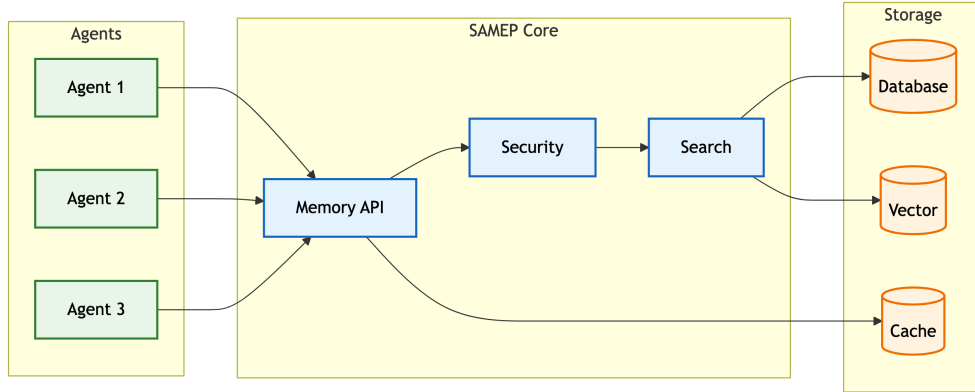 Agents
Agent 1
Agent 2
Agent 3
SAMEP Core
Memory API
Security
Search
Storage
Database
Vector
Cache